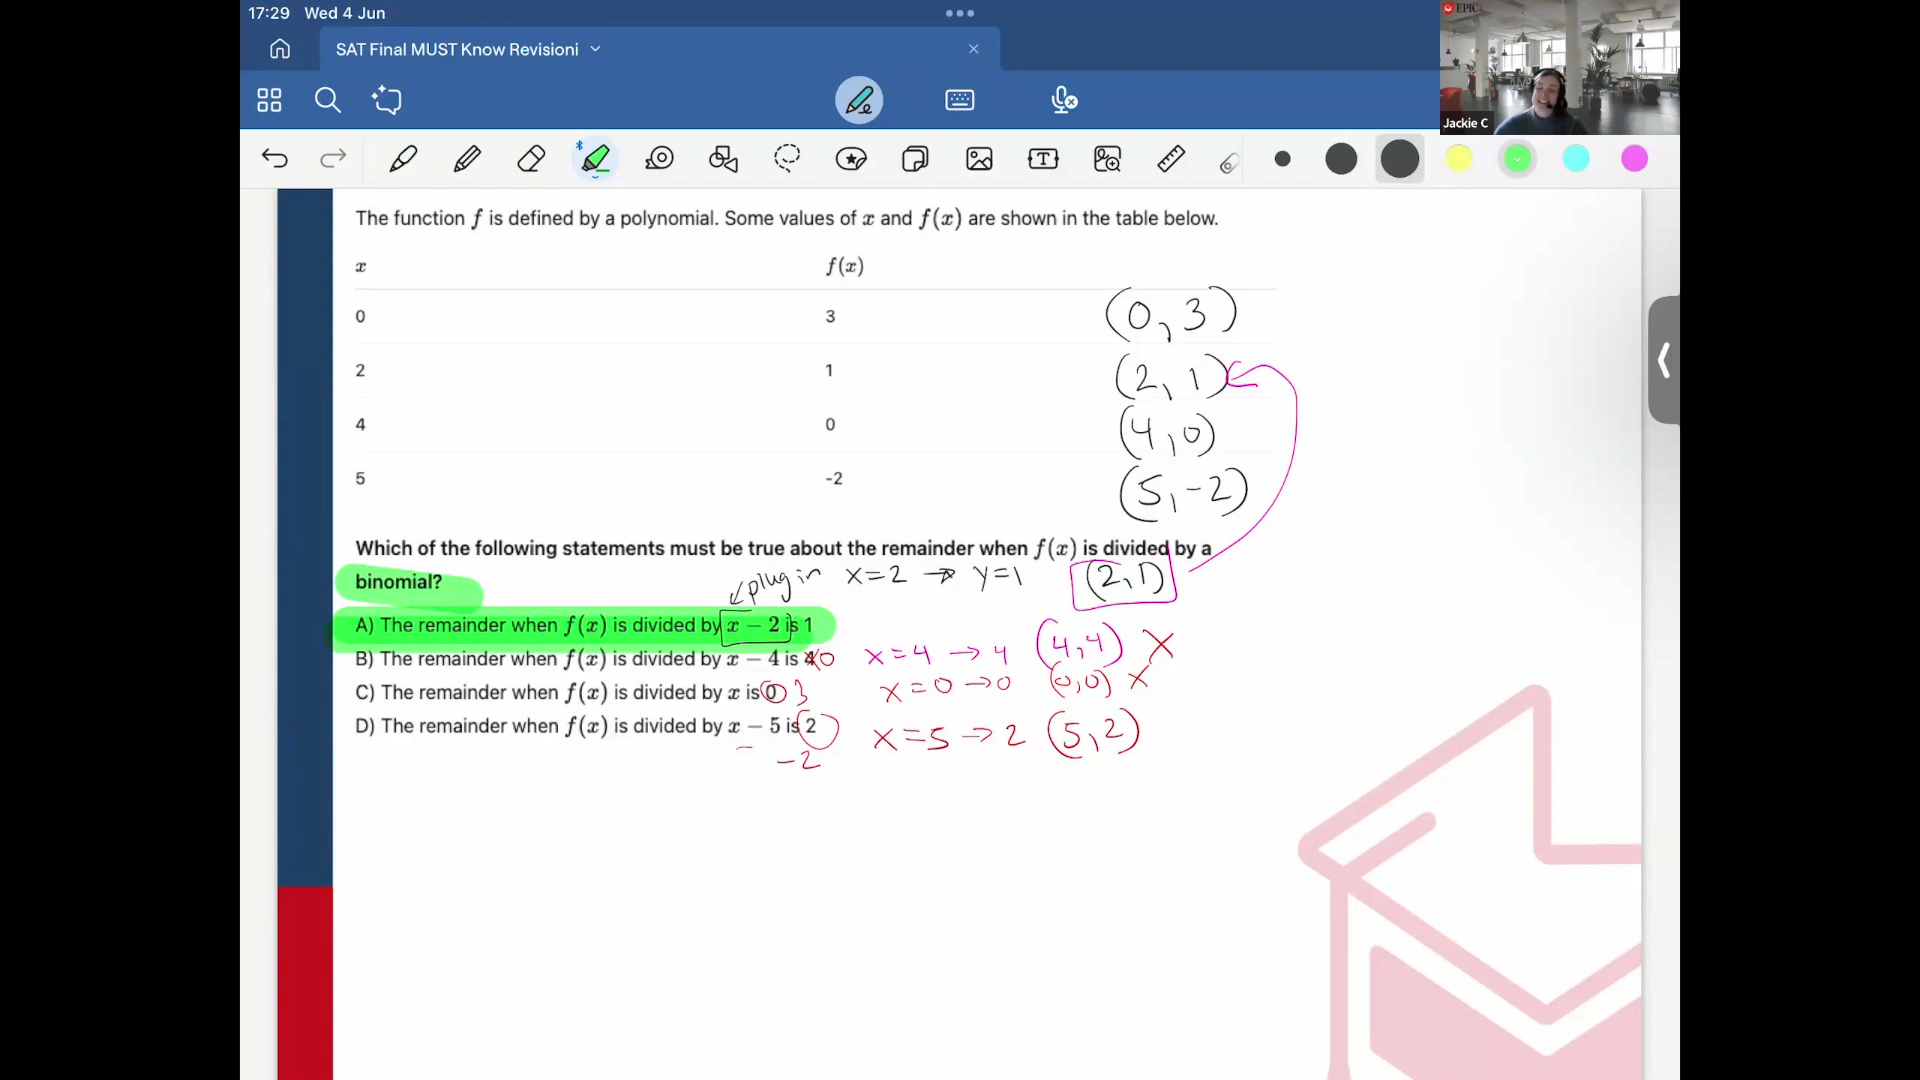 17:29 Wed 4 Jun
SAT Final MUST Know Revisioni
EPIC
Jackie C
The function f is defined by a polynomial. Some values of x and f(x) are shown in the table below.
x f(x)
0 3 (0, 3)
2 1 (2, 1)
4 0 (4, 0)
5 -2 (5, -2)
Which of the following statements must be true about the remainder when f(x) is divided by a
binomial? plug in x=2 → y=1 (2,1)
A) The remainder when f(x) is divided by x − 2 is 1
B) The remainder when f(x) is divided by x − 4 is 4 0 x=4 → 4 (4,4) X
C) The remainder when f(x) is divided by x is 0 3 x=0 → 0 (0,0) X
D) The remainder when f(x) is divided by x − 5 is 2 x=5 → 2 (5,2)
-2